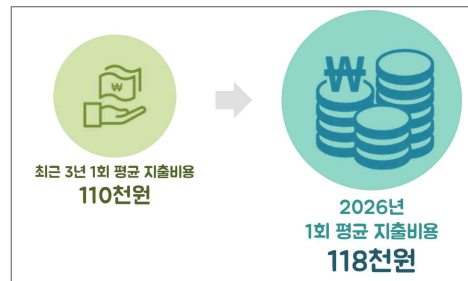 ₩
최근 3년 1회 평균 지출비용
110천원
₩
2026년
1회 평균 지출비용
118천원